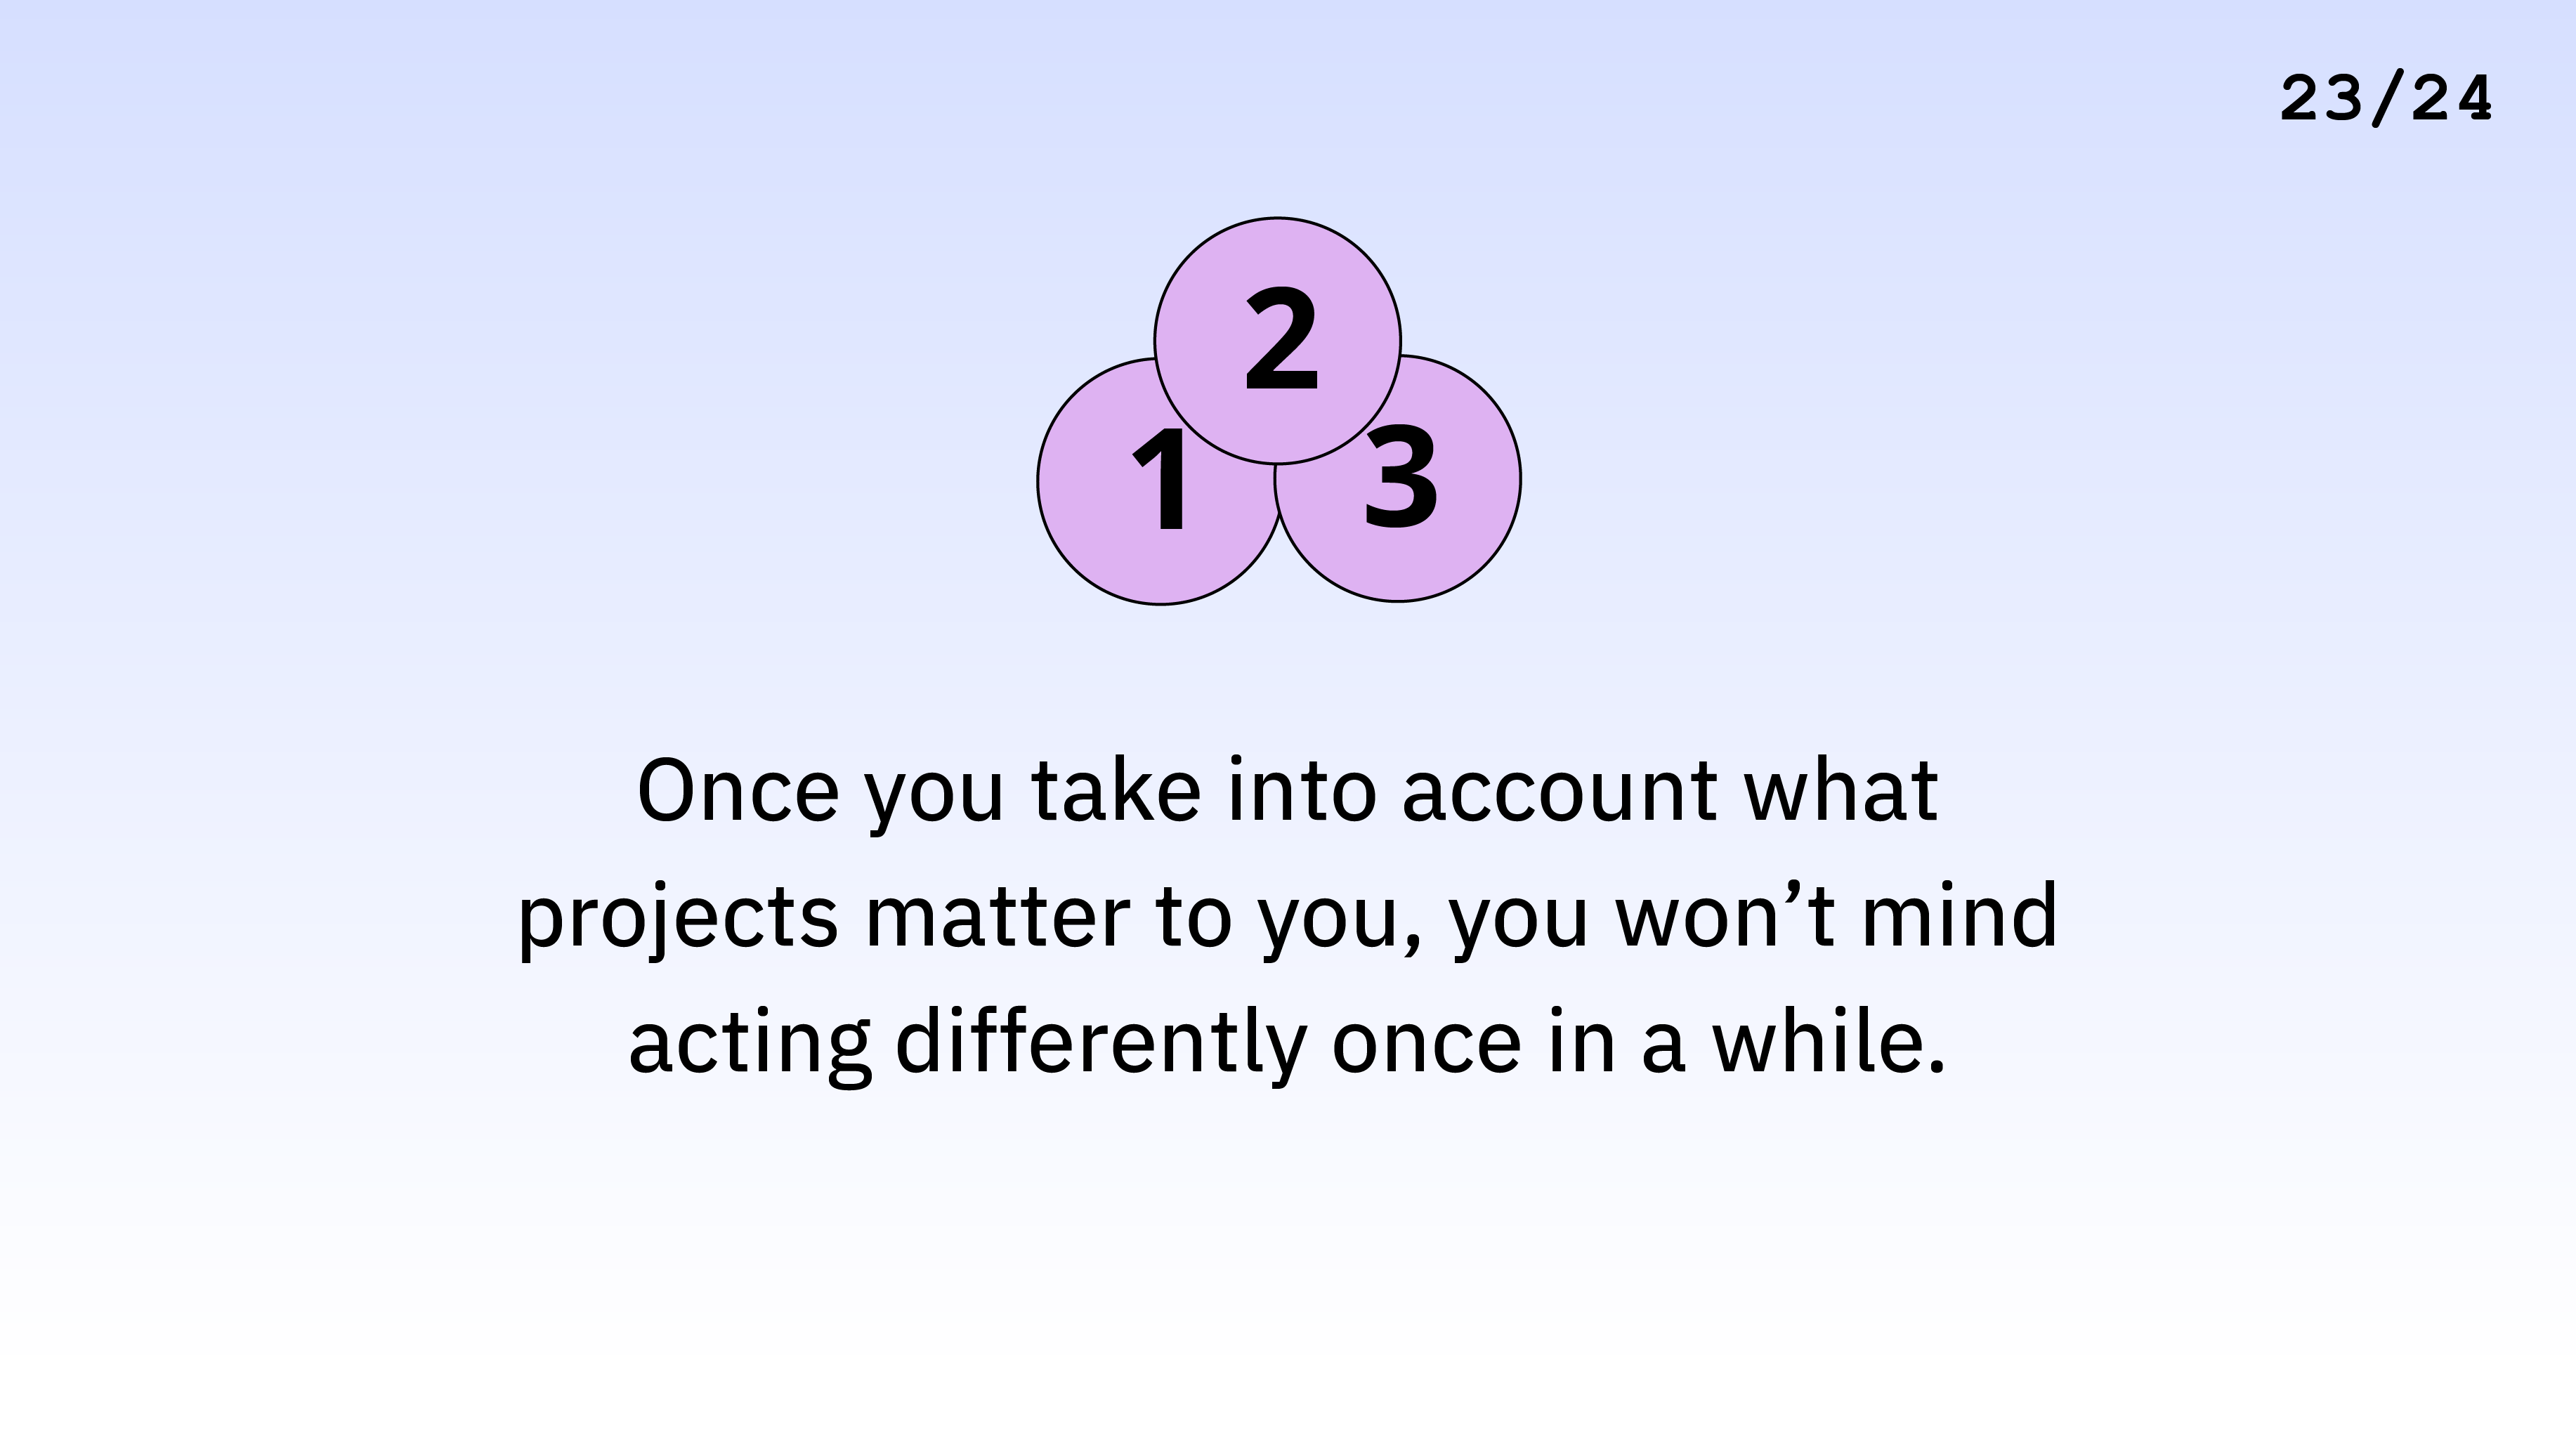 23/24
2
1
3
Once you take into account what
projects matter to you, you won’t mind
acting differently once in a while.